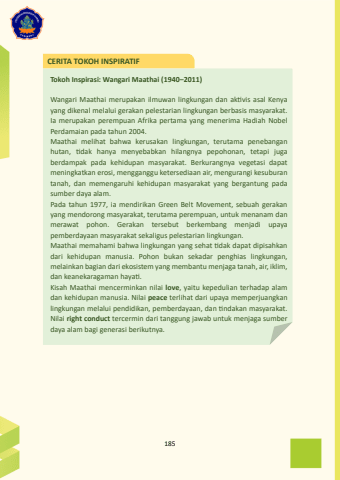 CERITA TOKOH INSPIRATIF
Tokoh Inspirasi: Wangari Maathai (1940–2011)
Wangari Maathai merupakan ilmuwan lingkungan dan aktivis asal Kenya
yang dikenal melalui gerakan pelestarian lingkungan berbasis masyarakat.
Ia merupakan perempuan Afrika pertama yang menerima Hadiah Nobel
Perdamaian pada tahun 2004.
Maathai melihat bahwa kerusakan lingkungan, terutama penebangan
hutan, tidak hanya menyebabkan hilangnya pepohonan, tetapi juga
berdampak pada kehidupan masyarakat. Berkurangnya vegetasi dapat
meningkatkan erosi, mengganggu ketersediaan air, mengurangi kesuburan
tanah, dan memengaruhi kehidupan masyarakat yang bergantung pada
sumber daya alam.
Pada tahun 1977, ia mendirikan Green Belt Movement, sebuah gerakan
yang mendorong masyarakat, terutama perempuan, untuk menanam dan
merawat pohon. Gerakan tersebut berkembang menjadi upaya
pemberdayaan masyarakat sekaligus pelestarian lingkungan.
Maathai memahami bahwa lingkungan yang sehat tidak dapat dipisahkan
dari kehidupan manusia. Pohon bukan sekadar penghias lingkungan,
melainkan bagian dari ekosistem yang membantu menjaga tanah, air, iklim,
dan keanekaragaman hayati.
Kisah Maathai mencerminkan nilai love, yaitu kepedulian terhadap alam
dan kehidupan manusia. Nilai peace terlihat dari upaya memperjuangkan
lingkungan melalui pendidikan, pemberdayaan, dan tindakan masyarakat.
Nilai right conduct tercermin dari tanggung jawab untuk menjaga sumber
daya alam bagi generasi berikutnya.
185